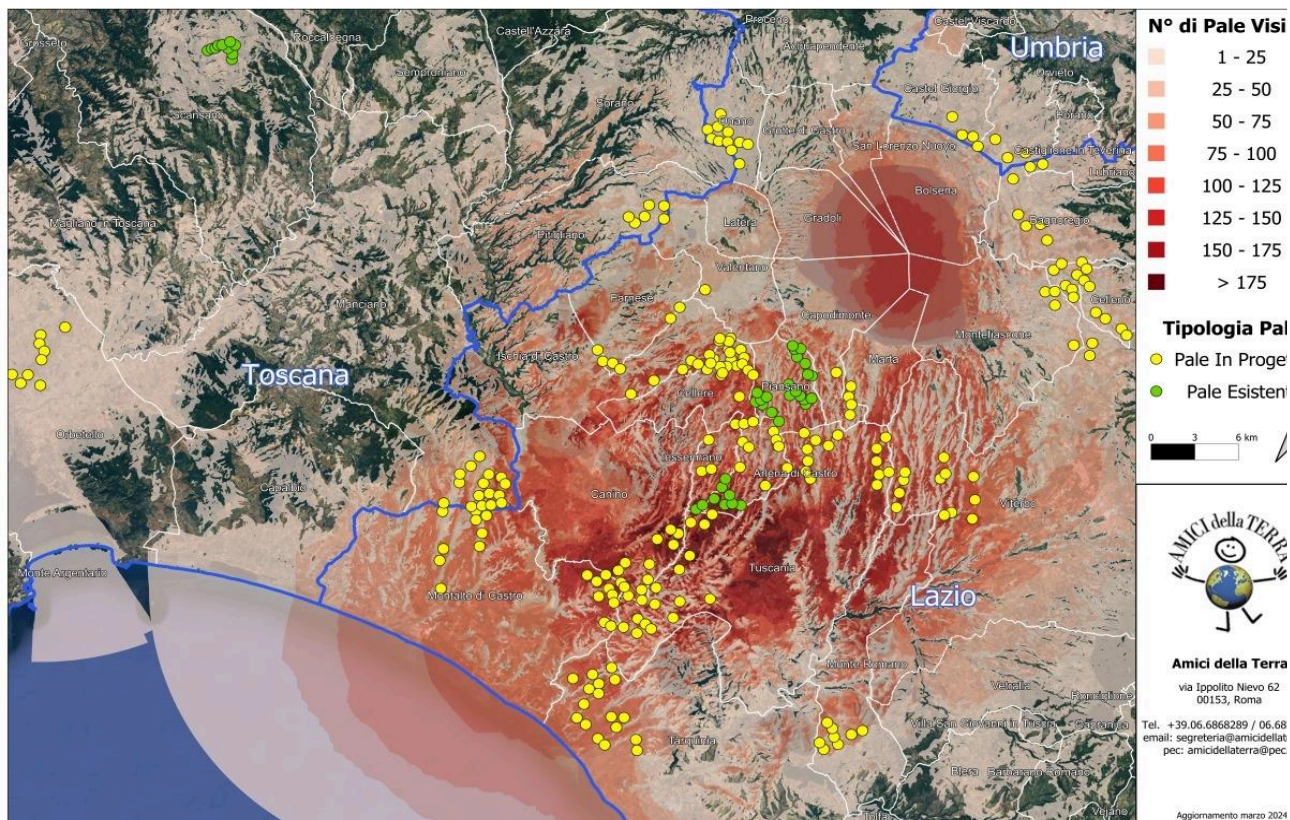 Proceno
Castel Viscardo
Grosseto
Roccalbegna
Castell'Azzara
Acquapendente
Umbria
Semproniano
Orvieto
Castel Giorgio
Sorano
Scansano
Onano
Grotte di Castro
Porano
San Lorenzo Nuovo
Castiglione in Teverina
Lubriano
Bolsena
Magliano in Toscana
Latera
Gradoli
Bagnoregio
Pitigliano
Valentano
Farnese
Celleno
Manciano
Capodimonte
Montefiascone
Ischia di Castro
Marta
Toscana
Piansano
Cellere
Orbetello
Tessennano
Arlena di Castro
Capalbio
Canino
Viterbo
Monte Argentario
Tuscania
Montalto di Castro
Lazio
Monte Romano
Vetralla
Ronciglione
Villa San Giovanni in Tuscia
Capranica
Tarquinia
Blera
Barbarano Romano
Tolfa
Vejano
N° di Pale Visi
1 - 25
25 - 50
50 - 75
75 - 100
100 - 125
125 - 150
150 - 175
> 175
Tipologia Pal
Pale In Proget
Pale Esistent
0 3 6 km
AMICI della TERRA
Amici della Terra
via Ippolito Nievo 62
00153, Roma
Tel. +39.06.6868289 / 06.68
email: segreteria@amicidellat
pec: amicidellaterra@pec.
Aggiornamento marzo 2024